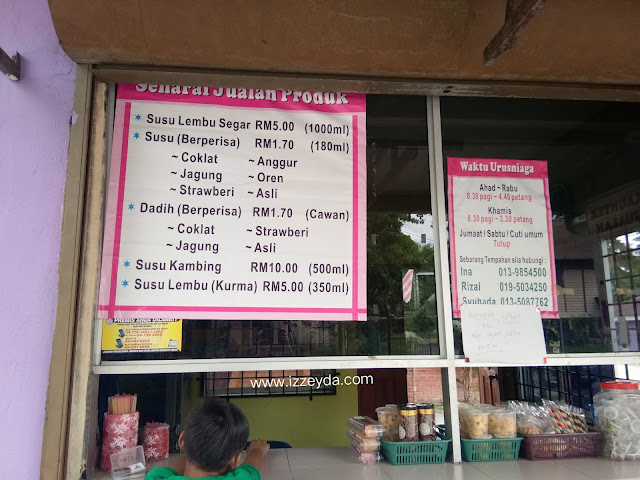 Senarai Jualan Produk
Susu Lembu Segar RM5.00 (1000ml)
Susu (Berperisa) RM1.70 (180ml)
~ Coklat ~ Anggur
~ Jagung ~ Oren
~ Strawberi ~ Asli
Dadih (Berperisa) RM1.70 (Cawan)
~ Coklat ~ Strawberi
~ Jagung ~ Asli
Susu Kambing RM10.00 (500ml)
Susu Lembu (Kurma) RM5.00 (350ml)
Waktu Urusniaga
Ahad ~ Rabu
8.30 pagi ~ 4.45 petang
Khamis
8.30 pagi ~ 3.30 petang
Jumaat / Sabtu / Cuti umum
Tutup
Sebarang Tempahan sila hubungi :
Ina 013-9854500
Rizal 019-5034250
Syuhada 013-5087762
www.izzeyda.com